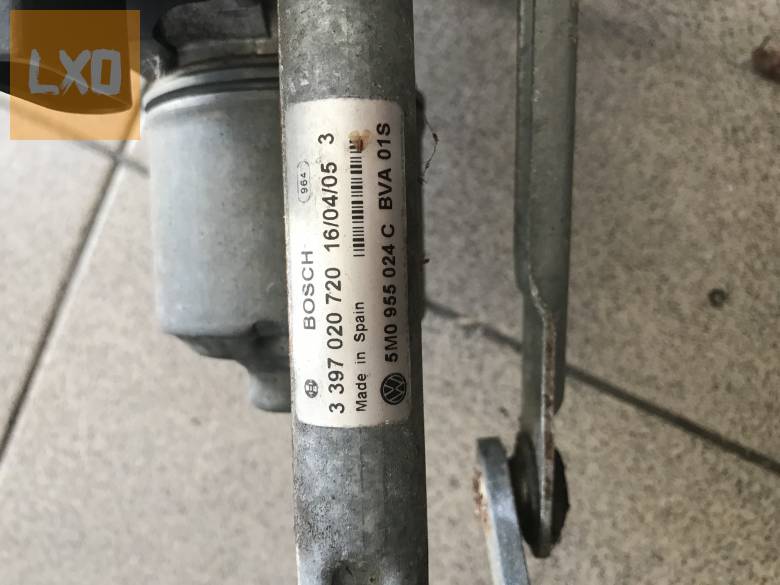 LXO
964
BOSCH
3 397 020 720 16/04/05 3
Made in Spain
5M0 955 024 C BVA 01S